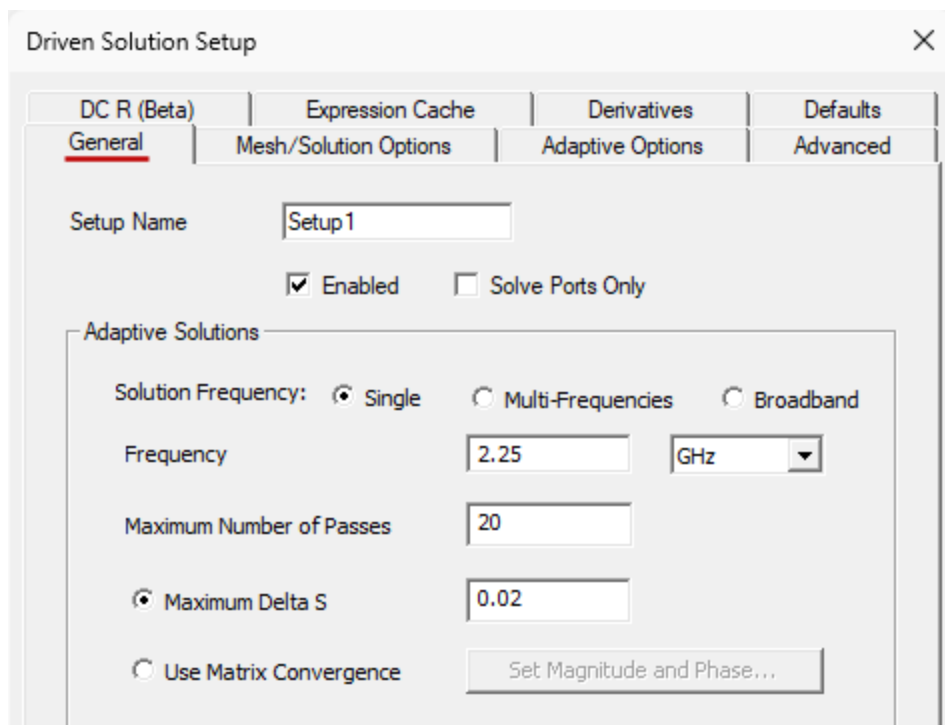 Driven Solution Setup
DC R (Beta) Expression Cache Derivatives Defaults
General Mesh/Solution Options Adaptive Options Advanced
Setup Name Setup1
Enabled Solve Ports Only
Adaptive Solutions
Solution Frequency: Single Multi-Frequencies Broadband
Frequency 2.25 GHz
Maximum Number of Passes 20
Maximum Delta S 0.02
Use Matrix Convergence Set Magnitude and Phase...